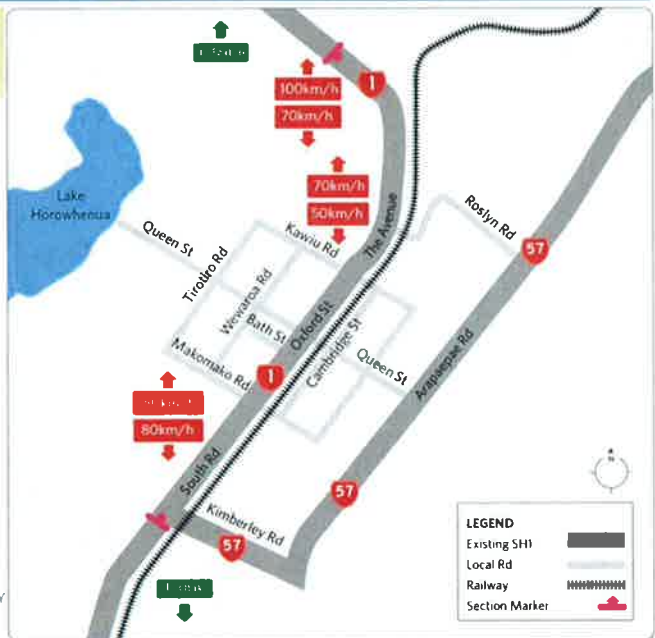 1
100km/h
70km/h
70km/h
50km/h
The Avenue
Lake
Horowhenua
Queen St
Tirotiro Rd
Kawiu Rd
Roslyn Rd
57
Weraroa Rd
Bath St
Oxford St
Makomako Rd
Cambridge St
Queen St
Arapaepae Rd
1
80km/h
South Rd
57
Kimberley Rd
57
N
LEGEND
Existing SH1
Local Rd
Railway
Section Marker
Y